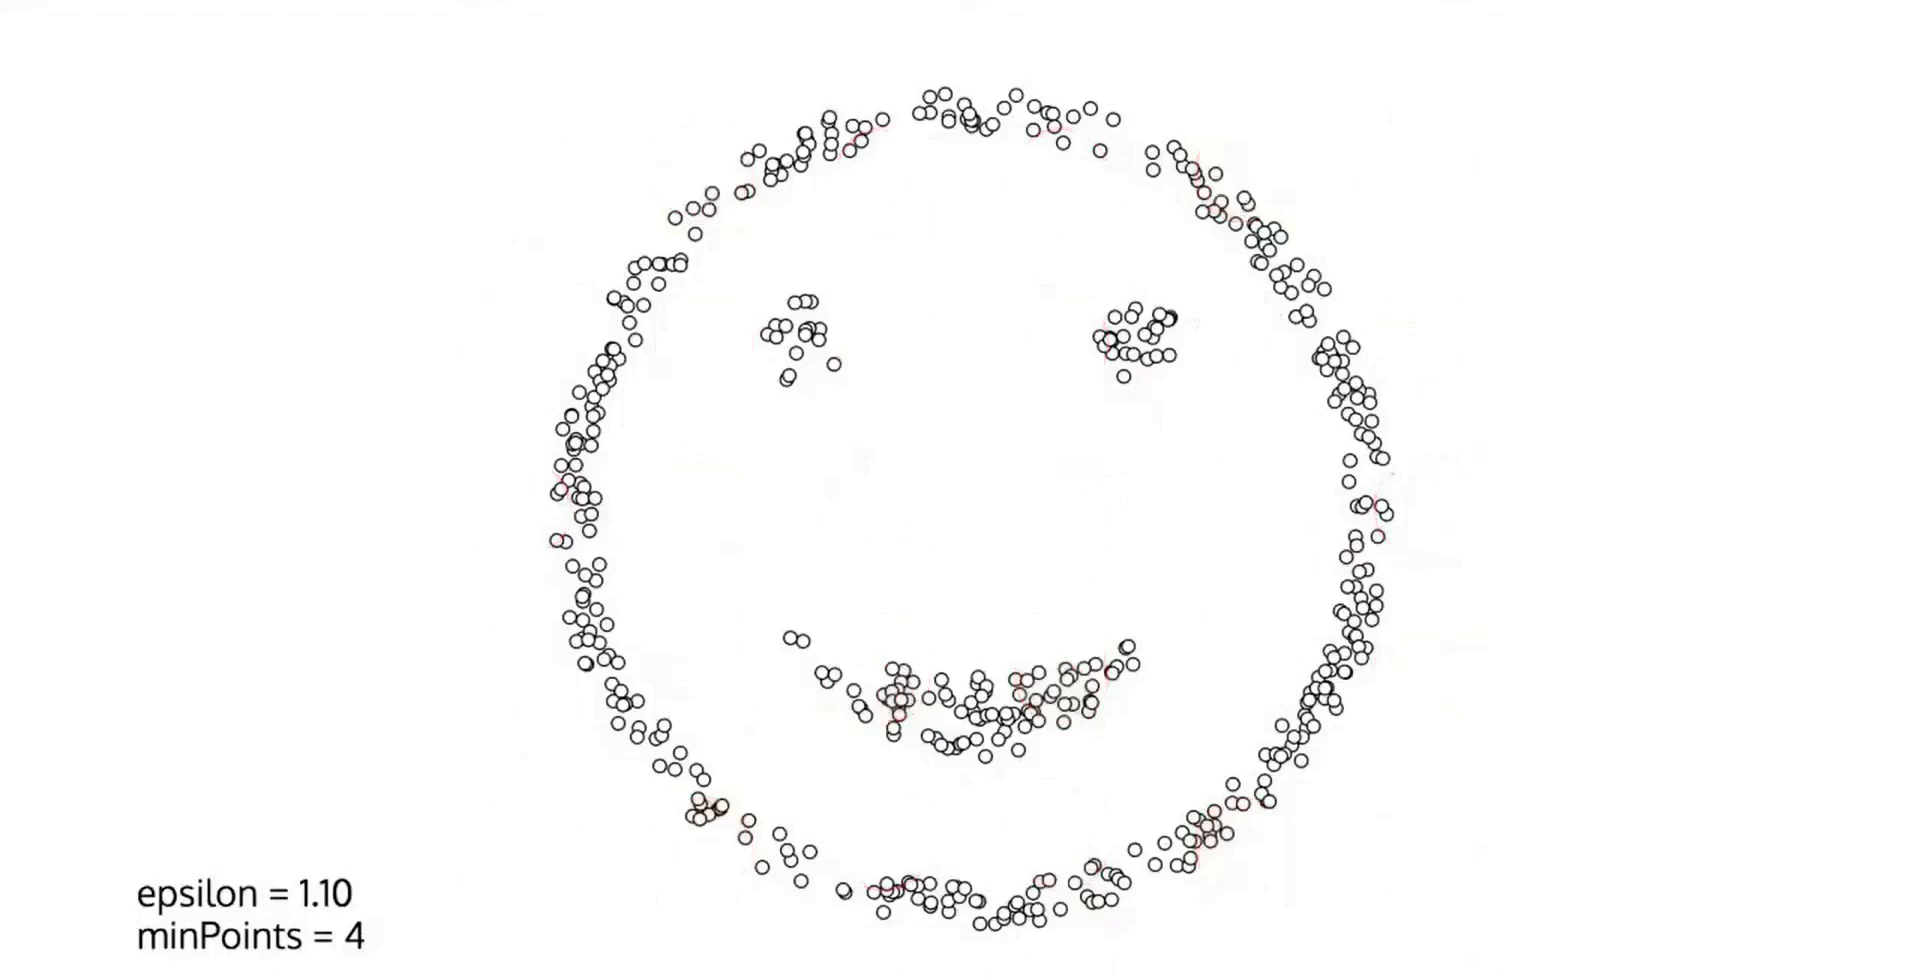 epsilon = 1.10
minPoints = 4